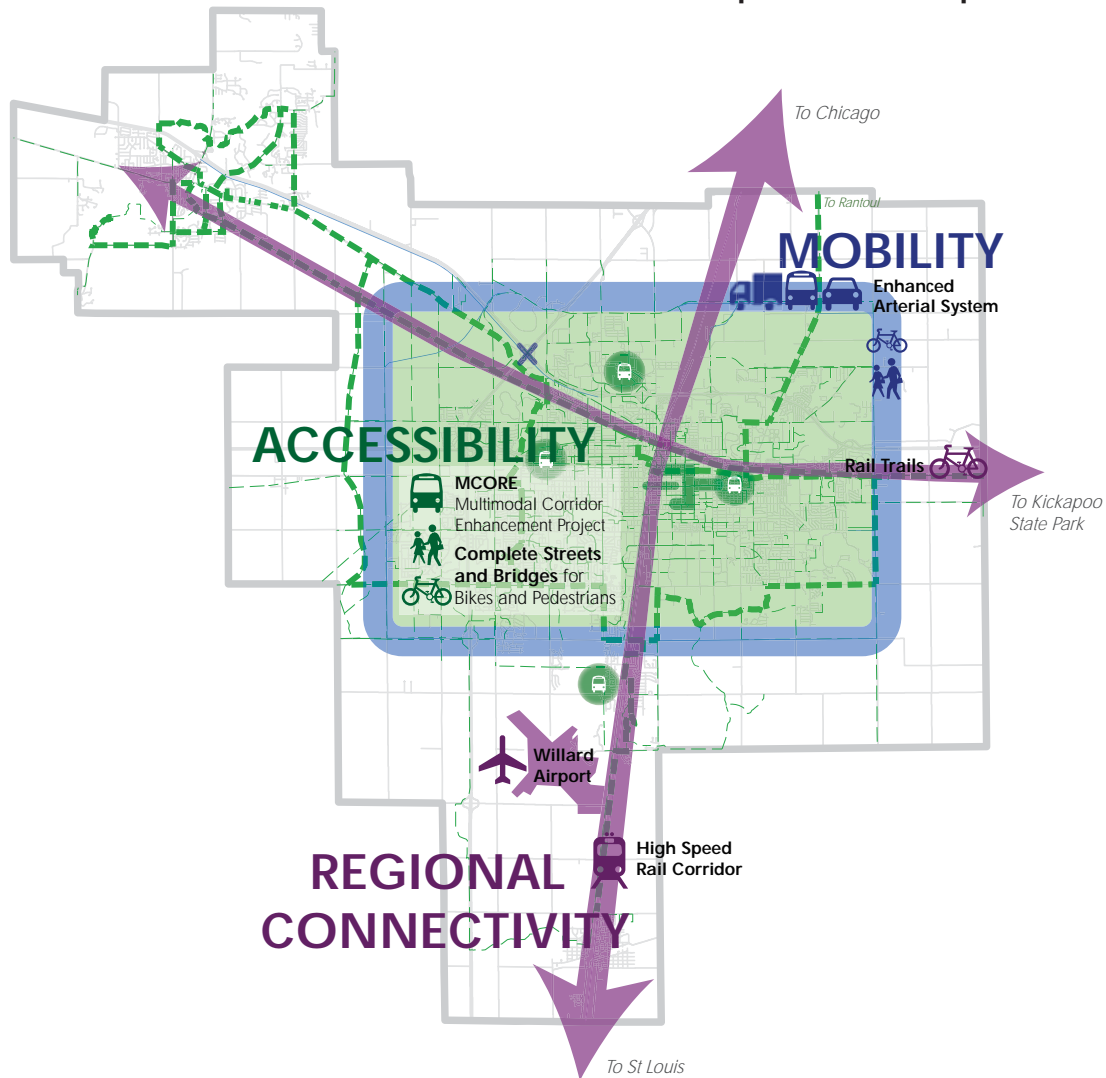 To Chicago
To Rantoul
MOBILITY
Enhanced
Arterial System
ACCESSIBILITY
MCORE
Multimodal Corridor
Enhancement Project
Complete Streets
and Bridges for
Bikes and Pedestrians
Rail Trails
To Kickapoo
State Park
Willard
Airport
High Speed
Rail Corridor
REGIONAL
CONNECTIVITY
To St Louis